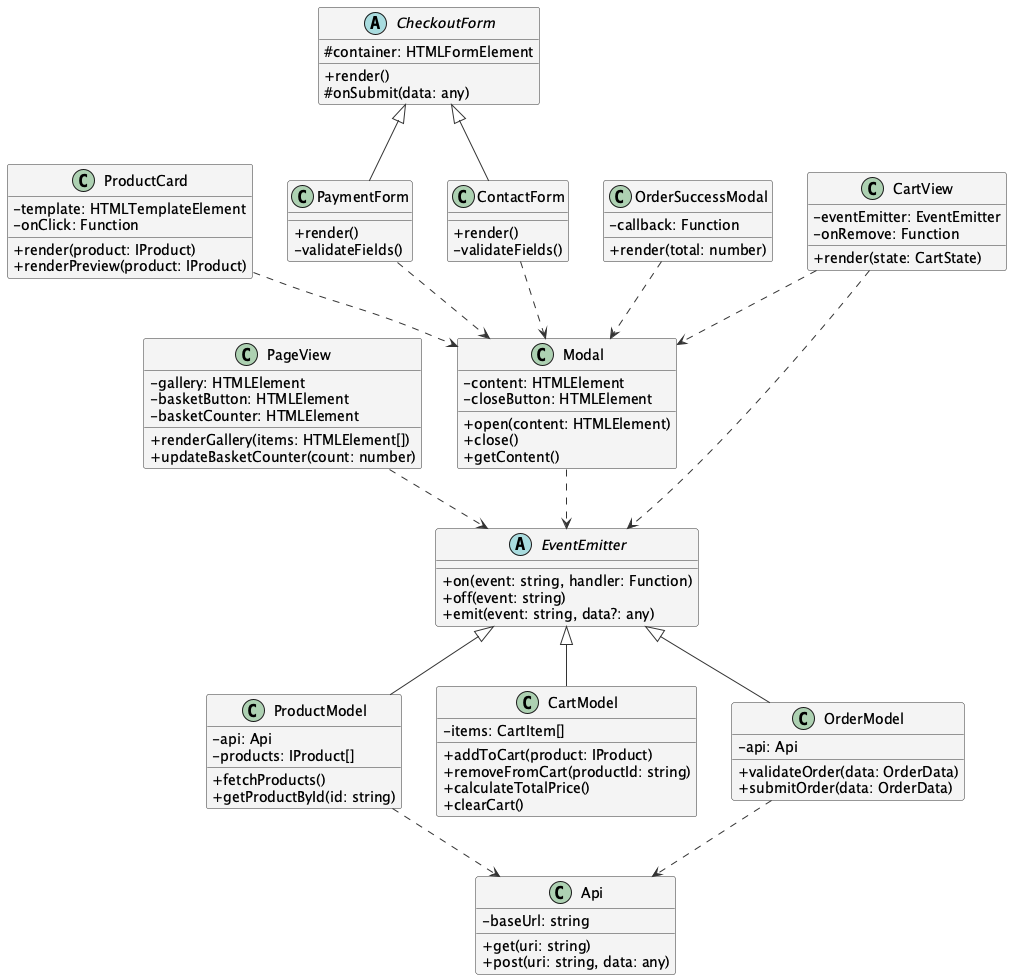 A CheckoutForm
#container: HTMLFormElement
+render()
#onSubmit(data: any)
C ProductCard
-template: HTMLTemplateElement
-onClick: Function
+render(product: IProduct)
+renderPreview(product: IProduct)
C PaymentForm
+render()
-validateFields()
C ContactForm
+render()
-validateFields()
C OrderSuccessModal
-callback: Function
+render(total: number)
C CartView
-eventEmitter: EventEmitter
-onRemove: Function
+render(state: CartState)
C PageView
-gallery: HTMLElement
-basketButton: HTMLElement
-basketCounter: HTMLElement
+renderGallery(items: HTMLElement[])
+updateBasketCounter(count: number)
C Modal
-content: HTMLElement
-closeButton: HTMLElement
+open(content: HTMLElement)
+close()
+getContent()
A EventEmitter
+on(event: string, handler: Function)
+off(event: string)
+emit(event: string, data?: any)
C ProductModel
-api: Api
-products: IProduct[]
+fetchProducts()
+getProductById(id: string)
C CartModel
-items: CartItem[]
+addToCart(product: IProduct)
+removeFromCart(productId: string)
+calculateTotalPrice()
+clearCart()
C OrderModel
-api: Api
+validateOrder(data: OrderData)
+submitOrder(data: OrderData)
C Api
-baseUrl: string
+get(uri: string)
+post(uri: string, data: any)